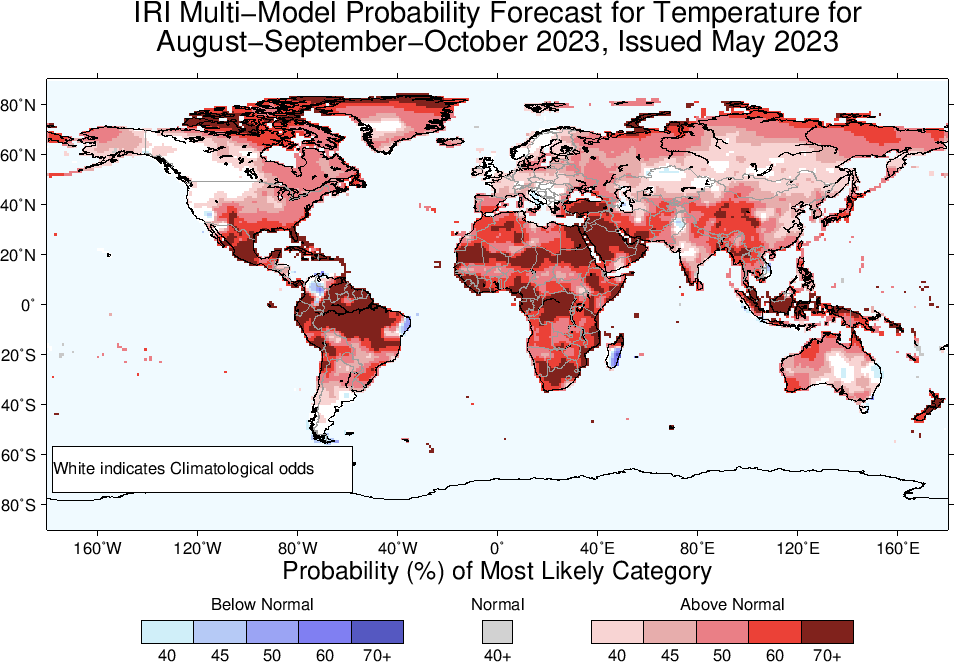 IRI Multi−Model Probability Forecast for Temperature for
August−September−October 2023, Issued May 2023
80˚N
60˚N
40˚N
20˚N
0˚
20˚S
40˚S
60˚S
80˚S
White indicates Climatological odds
160˚W 120˚W 80˚W 40˚W 0˚ 40˚E 80˚E 120˚E 160˚E
Probability (%) of Most Likely Category
Below Normal Normal Above Normal
40 45 50 60 70+ 40+ 40 45 50 60 70+